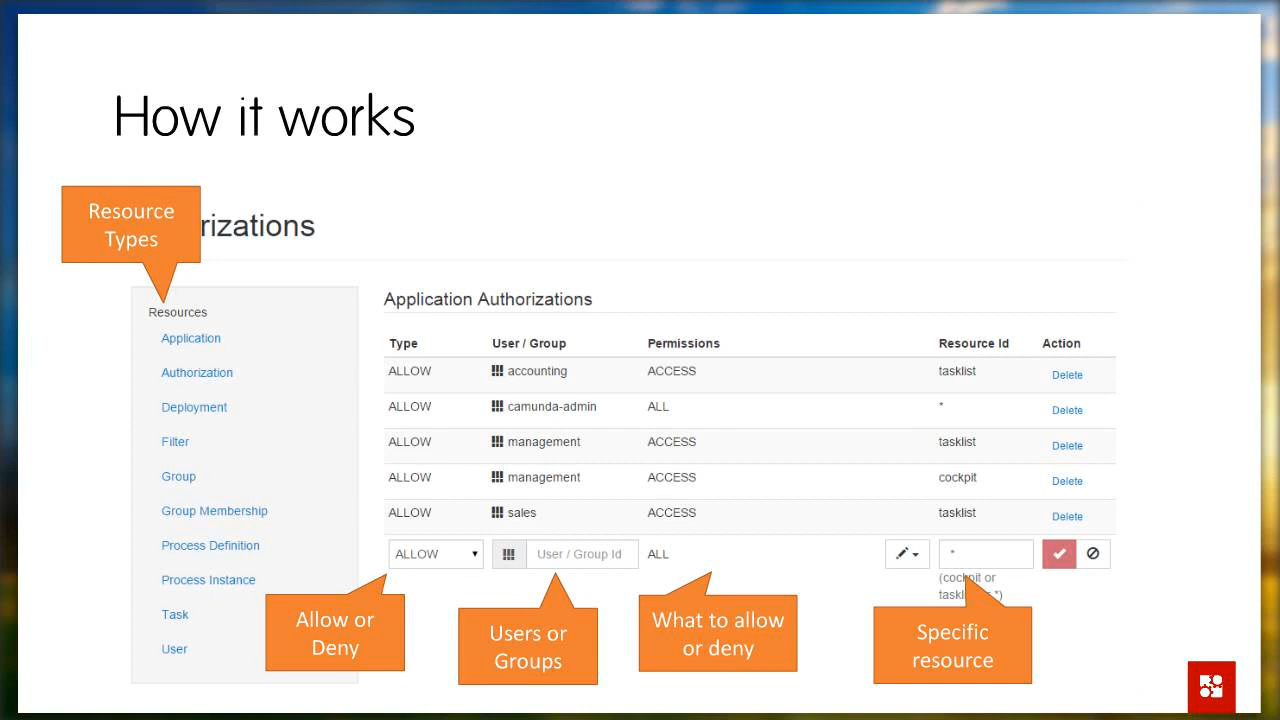 How it works
Resource
Types
rizations
Resources
Application
Authorization
Deployment
Filter
Group
Group Membership
Process Definition
Process Instance
Task
User
Application Authorizations
Type User / Group Permissions Resource Id Action
ALLOW accounting ACCESS tasklist Delete
ALLOW camunda-admin ALL * Delete
ALLOW management ACCESS tasklist Delete
ALLOW management ACCESS cockpit Delete
ALLOW sales ACCESS tasklist Delete
ALLOW User / Group Id ALL *
(cockpit or
Allow or
Deny
Users or
Groups
What to allow
or deny
Specific
resource